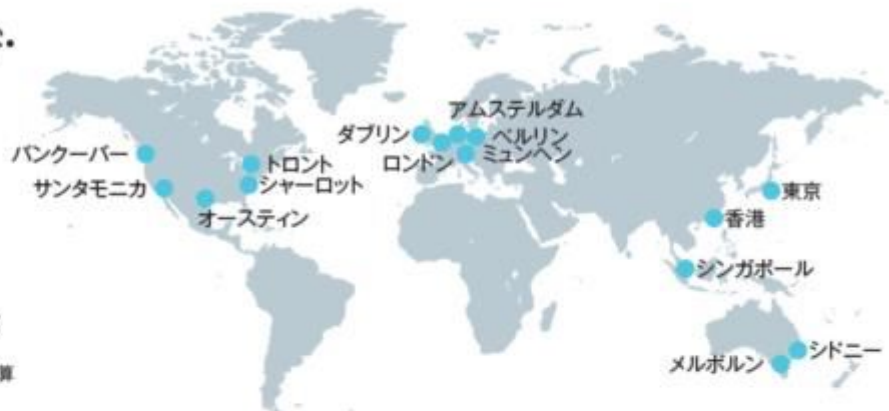 アムステルダム
ダブリン
ベルリン
ロンドン
ミュンヘン
バンクーバー
トロント
サンタモニカ
シャーロット
オースティン
東京
香港
シンガポール
シドニー
メルボルン
算